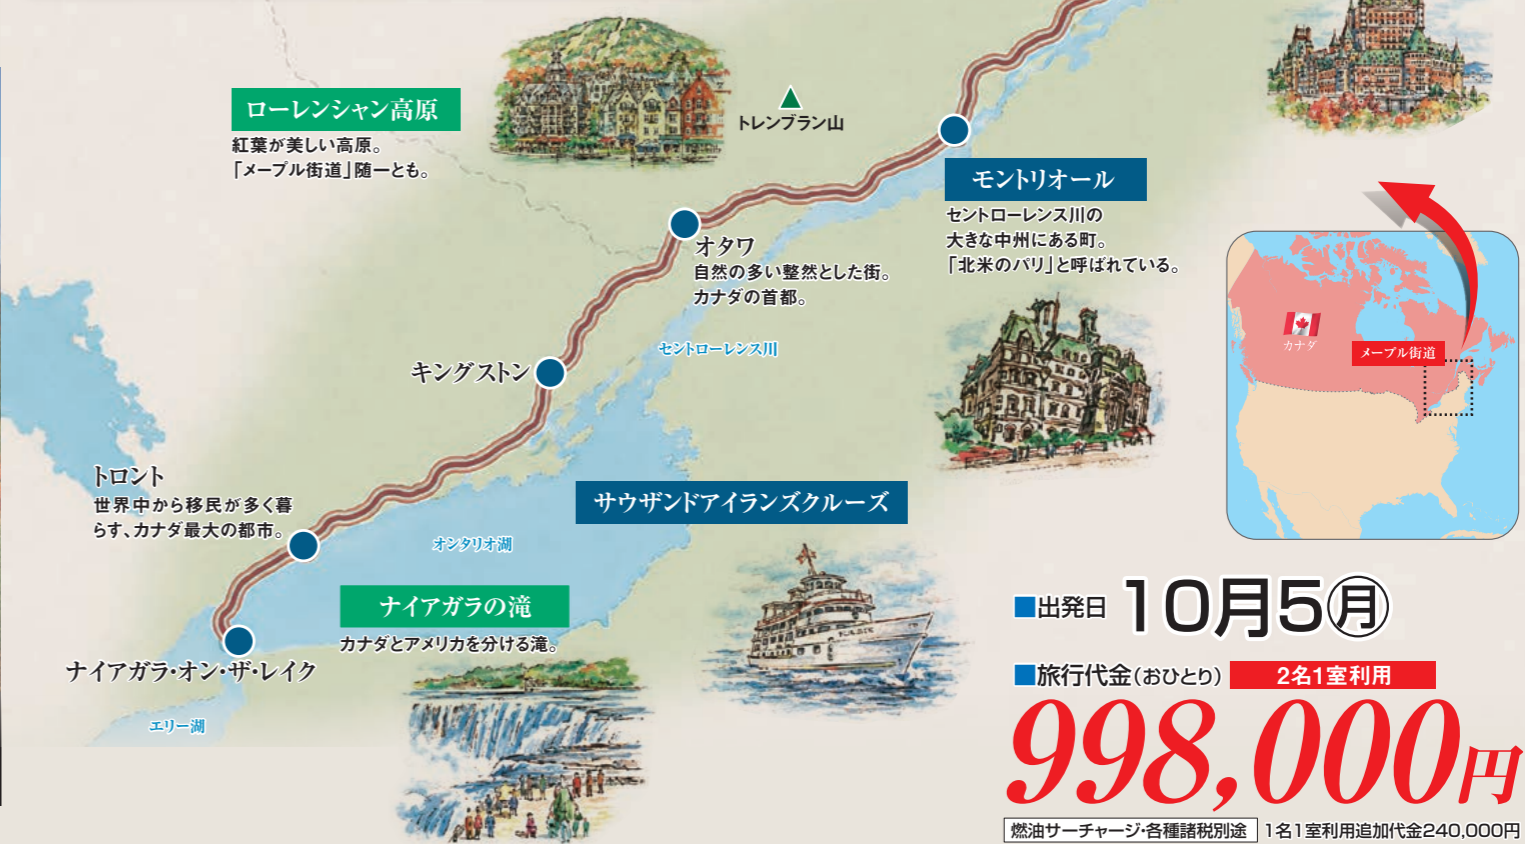 ローレンシャン高原
紅葉が美しい高原。
「メープル街道」随一とも。
トレンブラン山
モントリオール
セントローレンス川の
大きな中州にある町。
「北米のパリ」と呼ばれている。
オタワ
自然の多い整然とした街。
カナダの首都。
セントローレンス川
キングストン
カナダ
メープル街道
トロント
世界中から移民が多く暮
らす、カナダ最大の都市。
サウザンドアイランズクルーズ
オンタリオ湖
ナイアガラの滝
カナダとアメリカを分ける滝。
ナイアガラ・オン・ザ・レイク
エリー湖
■出発日 10月5㊊
■旅行代金(おひとり) 2名1室利用
998,000円
燃油サーチャージ・各種諸税別途 1名1室利用追加代金240,000円